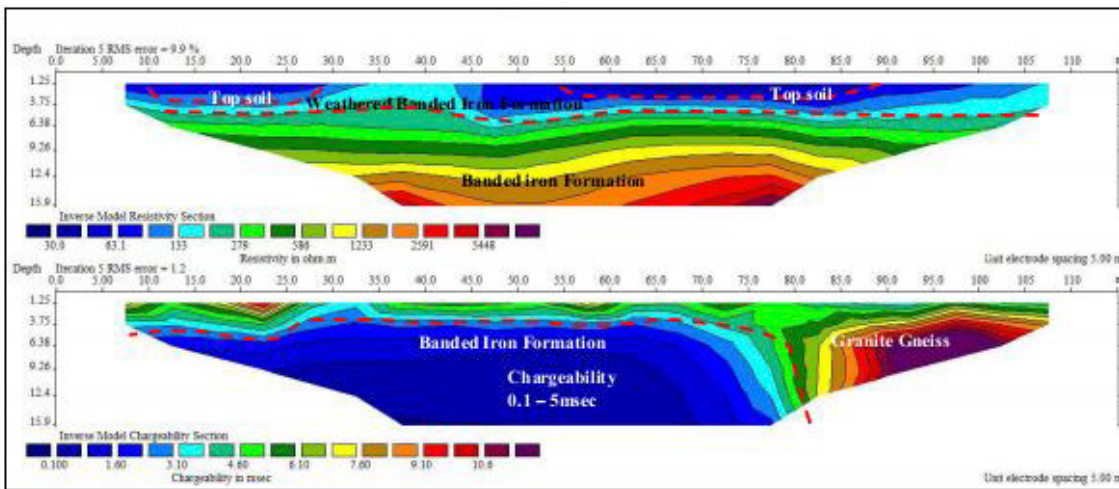 Depth Iteration 5 RMS error = 9.9 %
0.0 5.00 10.0 15.0 20.0 25.0 30.0 35.0 40.0 45.0 50.0 55.0 60.0 65.0 70.0 75.0 80.0 85.0 90.0 95.0 100.0 105.0 110
1.25
Top soil
Top soil
3.75
Weathered Banded Iron Formation
6.38
9.26
12.4
Banded iron Formation
15.9
Inverse Model Resistivity Section
30.0 63.1 133 279 586 1233 2591 5448
Resistivity in ohm.m
Unit electrode spacing 5.00 m
Depth Iteration 5 RMS error = 1.2
0.0 5.00 10.0 15.0 20.0 25.0 30.0 35.0 40.0 45.0 50.0 55.0 60.0 65.0 70.0 75.0 80.0 85.0 90.0 95.0 100.0 105.0 110
1.25
3.75
6.38
Banded Iron Formation
Granite Gneiss
9.26
Chargeability
12.4
0.1 – 5msec
15.9
Inverse Model Chargeability Section
0.100 1.60 3.10 4.60 6.10 7.60 9.10 10.6
Chargeability in msec
Unit electrode spacing 5.00 m